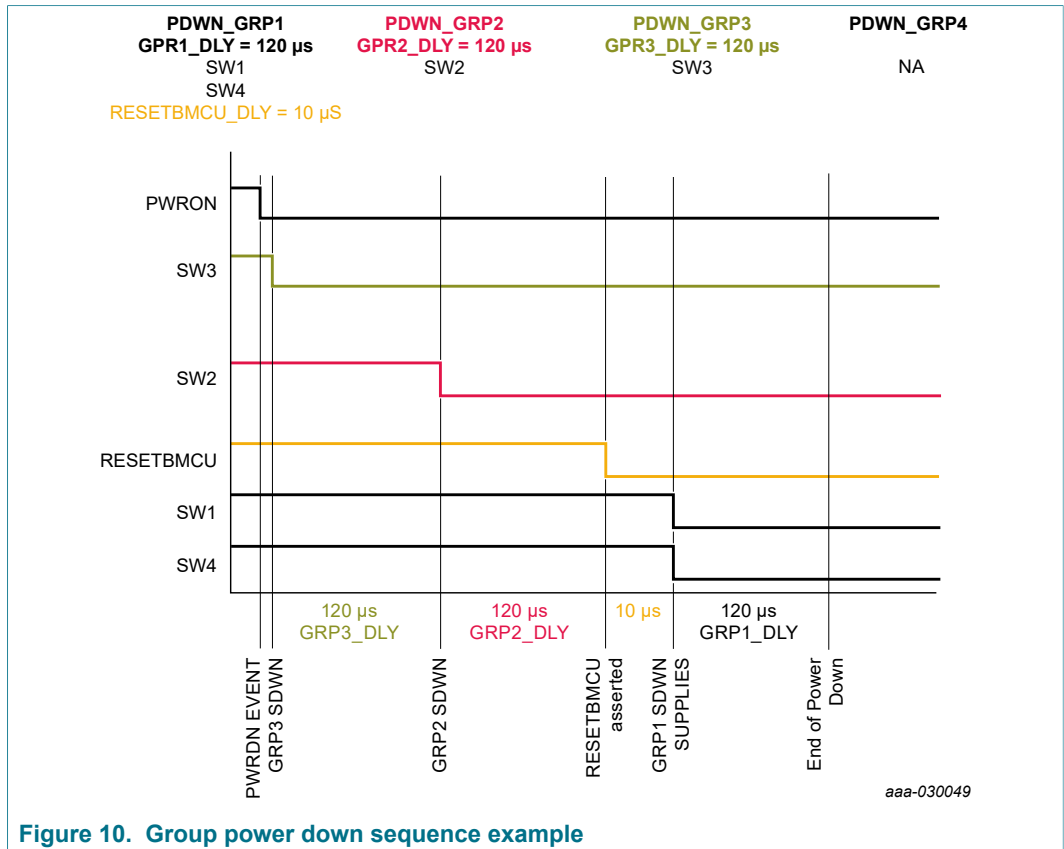 PDWN_GRP1
GPR1_DLY = 120 µs
SW1
SW4
RESETBMCU_DLY = 10 µS
PDWN_GRP2
GPR2_DLY = 120 µs
SW2
PDWN_GRP3
GPR3_DLY = 120 µs
SW3
PDWN_GRP4
NA
PWRON
SW3
SW2
RESETBMCU
SW1
SW4
120 µs
GRP3_DLY
120 µs
GRP2_DLY
10 µs
120 µs
GRP1_DLY
PWRDN EVENT
GRP3 SDWN
GRP2 SDWN
RESETBMCU
asserted
GRP1 SDWN
SUPPLIES
End of Power
Down
aaa-030049
Figure 10. Group power down sequence example